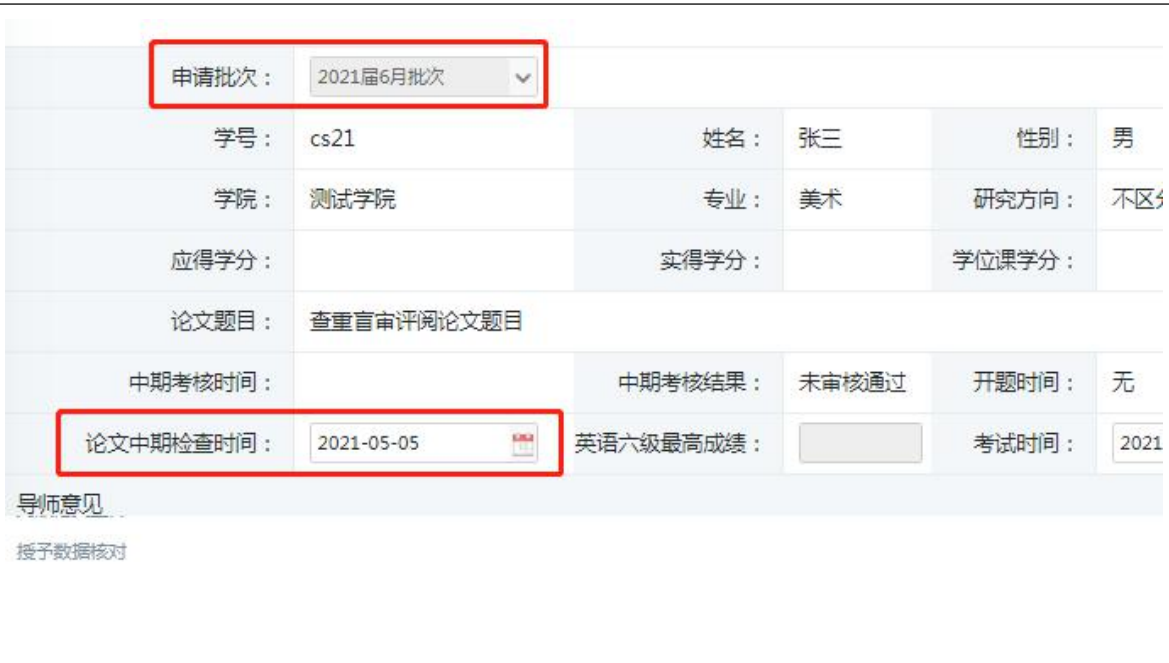 申请批次： 2021届6月批次
学号： cs21 姓名： 张三 性别： 男
学院： 测试学院 专业： 美术 研究方向： 不区
应得学分： 实得学分： 学位课学分：
论文题目： 查重盲审评阅论文题目
中期考核时间： 中期考核结果： 未审核通过 开题时间： 无
论文中期检查时间： 2021-05-05 英语六级最高成绩： 考试时间： 2021
导师意见
授予数据核对